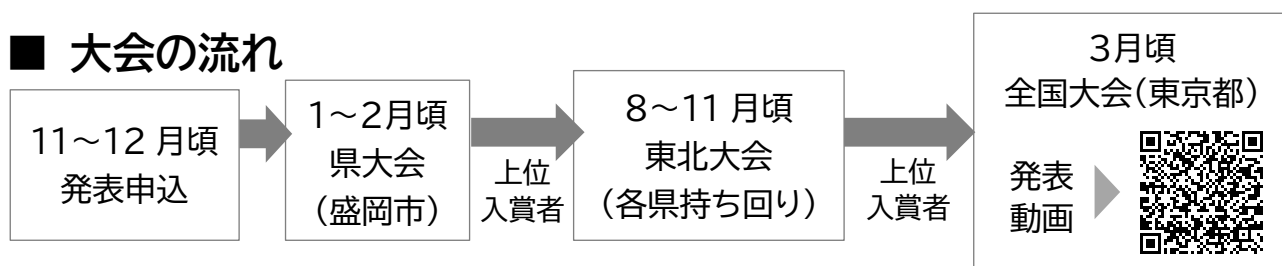 ■ 大会の流れ
11～12 月頃
発表申込
1～2月頃
県大会
（盛岡市）
上位
入賞者
8～11 月頃
東北大会
（各県持ち回り）
上位
入賞者
3月頃
全国大会（東京都）
発表
動画